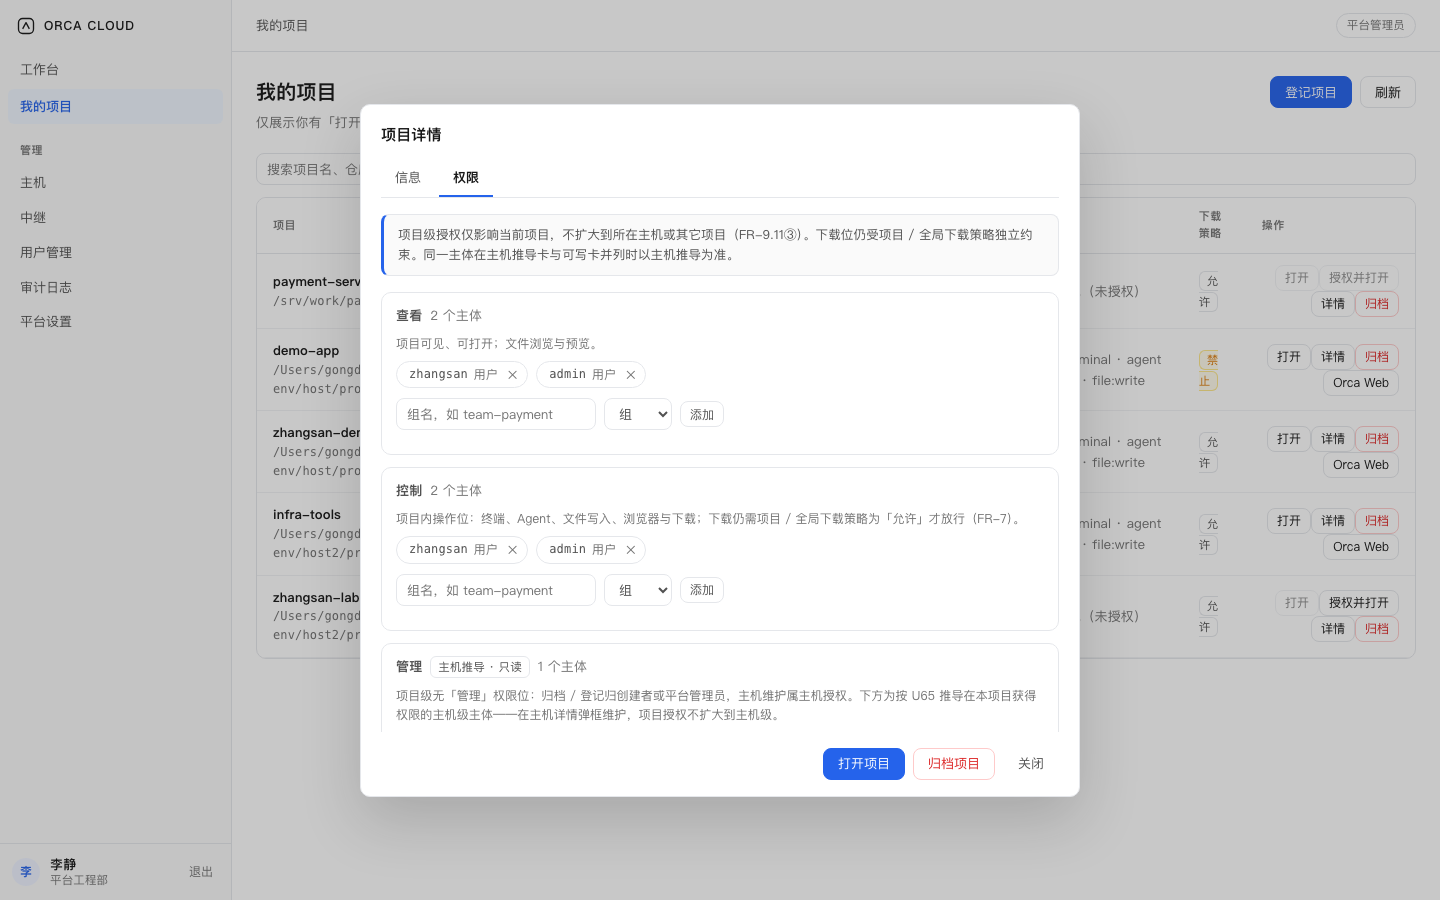 ORCA CLOUD
工作台
我的项目
管理
主机
中继
用户管理
审计日志
平台设置
李
李静
平台工程部
退出
我的项目
平台管理员
我的项目
登记项目
刷新
仅展示你有「打开
搜索项目名、仓
项目
下载
策略
操作
payment-serv
/srv/work/pa
(未授权)
允
许
打开
授权并打开
详情
归档
demo-app
/Users/gongd
env/host/pro
minal · agent
· file:write
禁
止
打开
详情
归档
Orca Web
zhangsan-der
/Users/gongd
env/host/pro
minal · agent
· file:write
允
许
打开
详情
归档
Orca Web
infra-tools
/Users/gongd
env/host2/pr
minal · agent
· file:write
允
许
打开
详情
归档
Orca Web
zhangsan-lab
/Users/gongd
env/host2/pr
(未授权)
允
许
打开
授权并打开
详情
归档
项目详情
信息
权限
项目级授权仅影响当前项目，不扩大到所在主机或其它项目（FR-9.11③）。下载位仍受项目 / 全局下载策略独立约
束。同一主体在主机推导卡与可写卡并列时以主机推导为准。
查看 2 个主体
项目可见、可打开；文件浏览与预览。
zhangsan 用户 ×
admin 用户 ×
组名，如 team-payment
组
添加
控制 2 个主体
项目内操作位：终端、Agent、文件写入、浏览器与下载；下载仍需项目 / 全局下载策略为「允许」才放行（FR-7）。
zhangsan 用户 ×
admin 用户 ×
组名，如 team-payment
组
添加
管理 主机推导 · 只读 1 个主体
项目级无「管理」权限位：归档 / 登记归创建者或平台管理员，主机维护属主机授权。下方为按 U65 推导在本项目获得
权限的主机级主体——在主机详情弹框维护，项目授权不扩大到主机级。
打开项目
归档项目
关闭